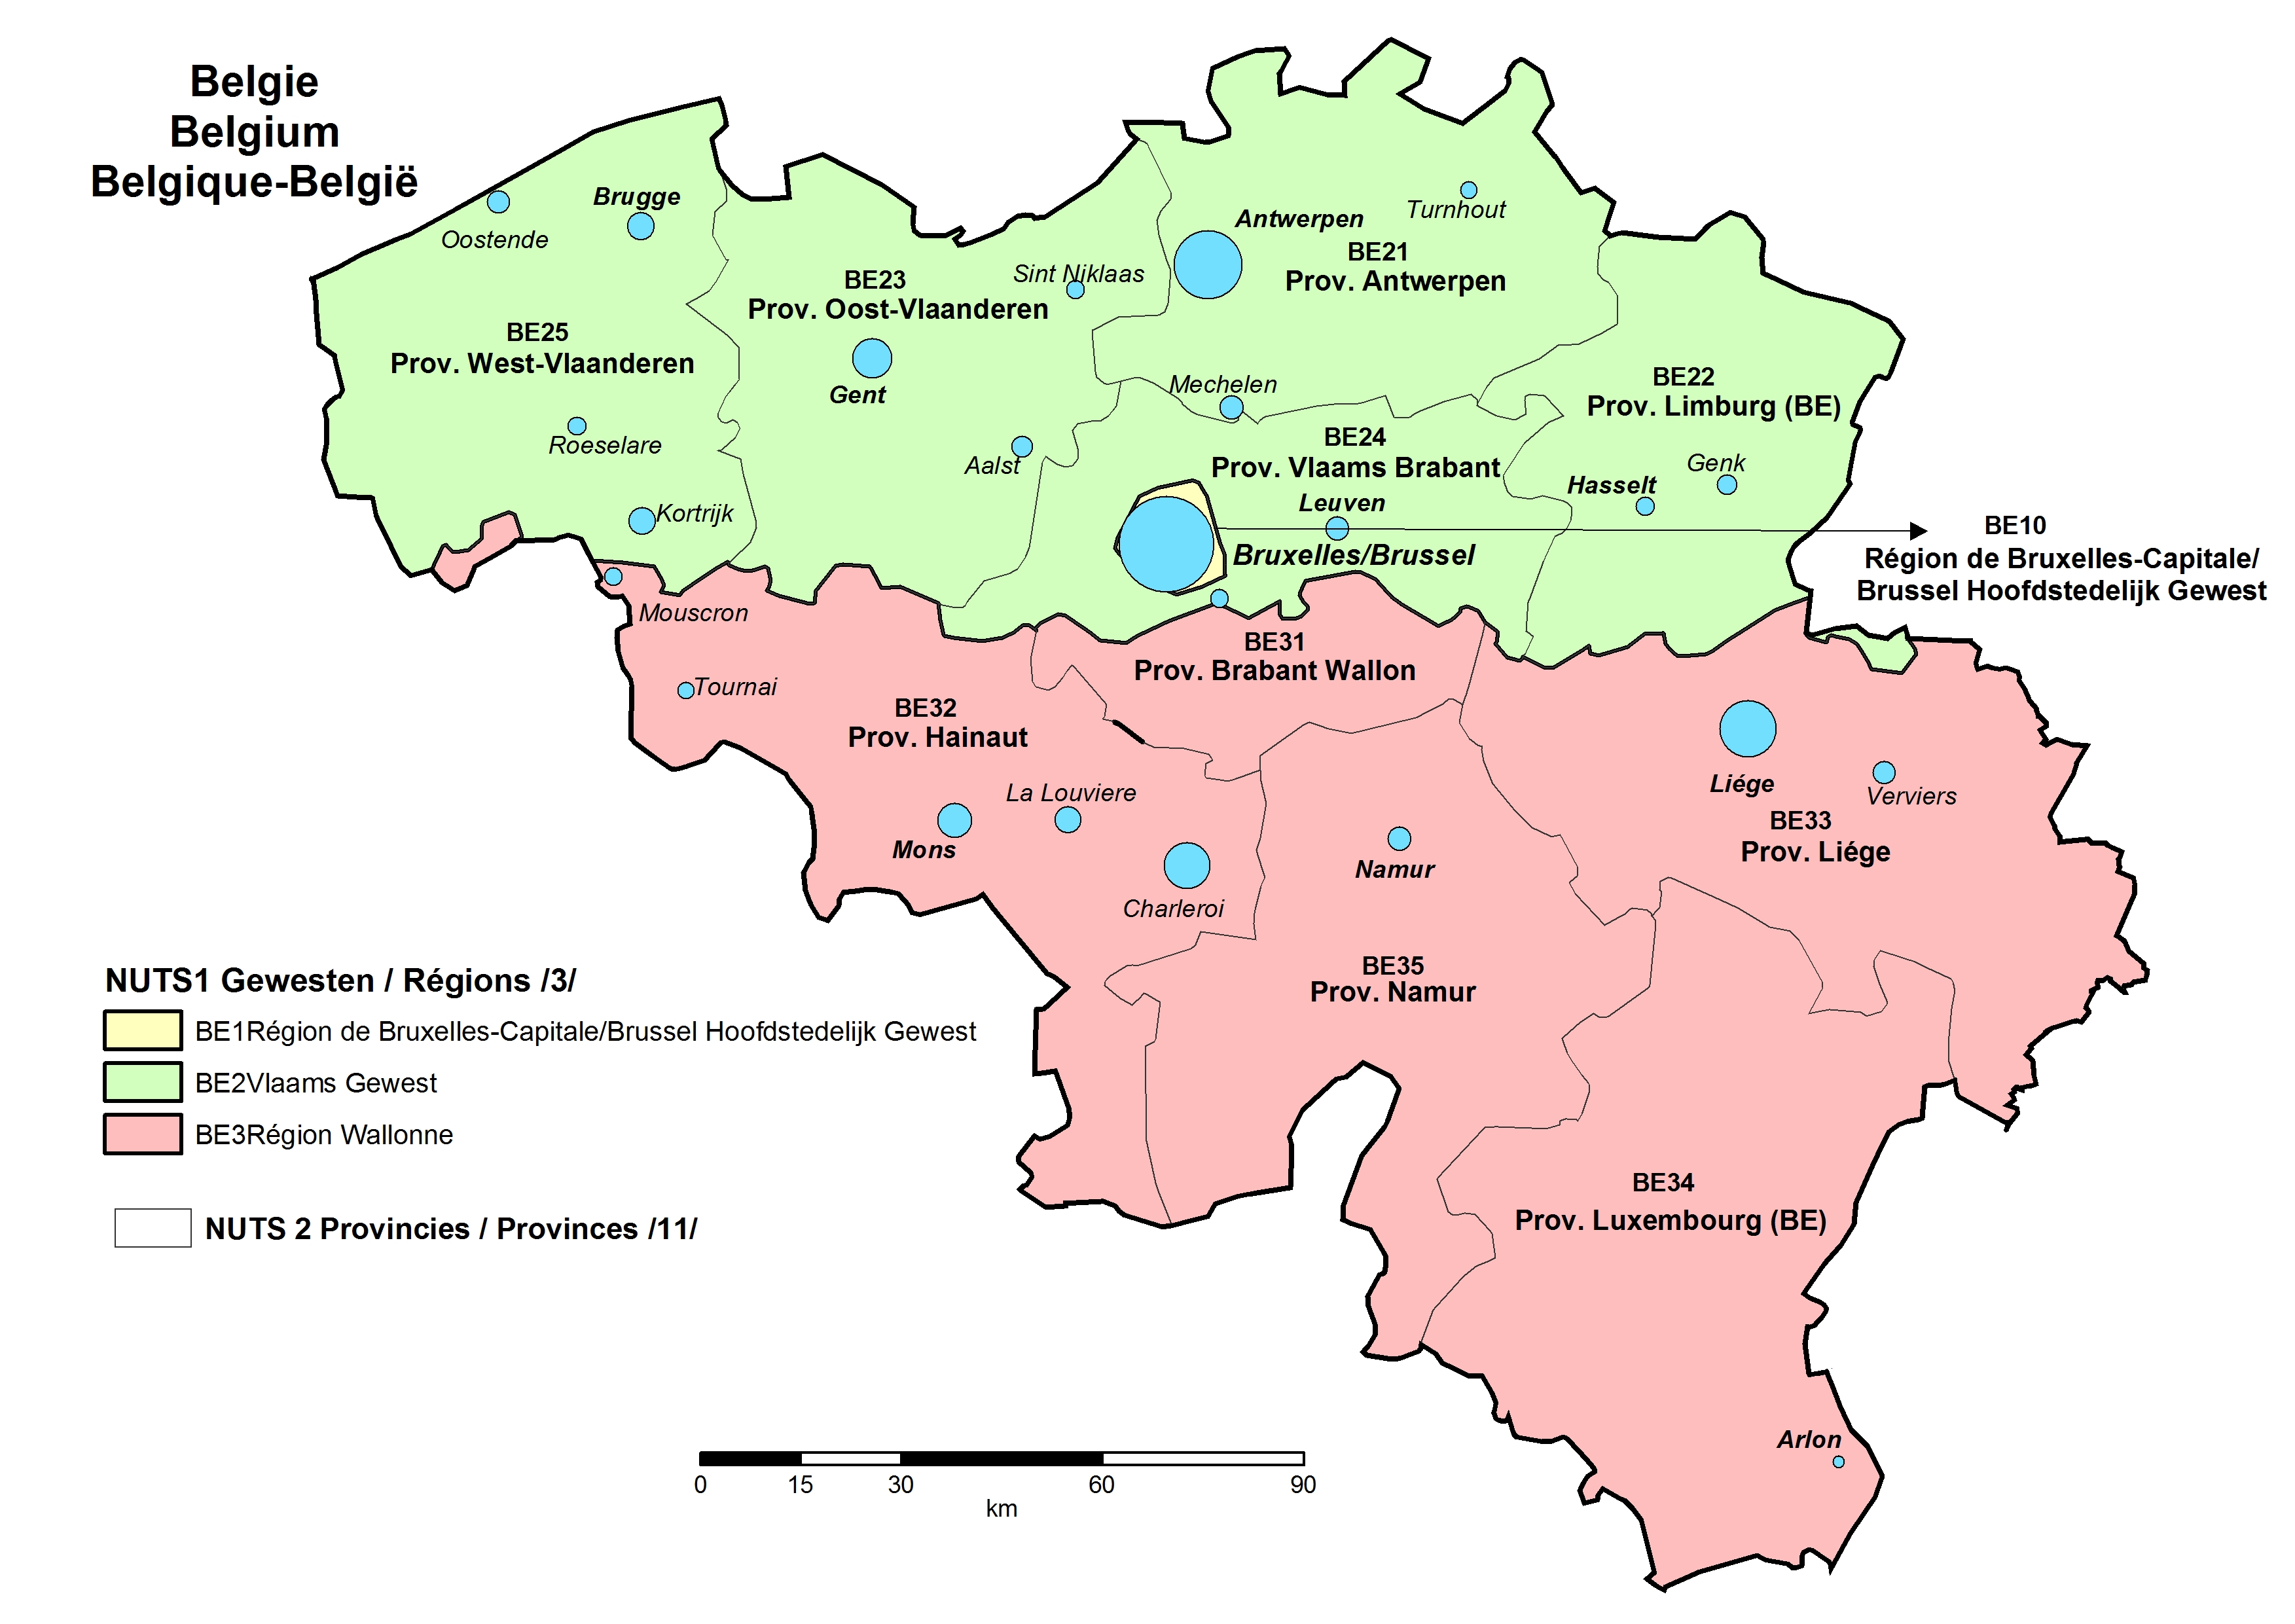 Belgie
Belgium
Belgique-België
Brugge
Oostende
Antwerpen
Turnhout
BE21
Prov. Antwerpen
BE23
Prov. Oost-Vlaanderen
Sint Niklaas
BE25
Prov. West-Vlaanderen
Gent
Mechelen
BE22
Prov. Limburg (BE)
Roeselare
Aalst
BE24
Prov. Vlaams Brabant
Leuven
Hasselt
Genk
Kortrijk
Bruxelles/Brussel
BE10
Région de Bruxelles-Capitale/
Brussel Hoofdstedelijk Gewest
Mouscron
BE31
Prov. Brabant Wallon
Tournai
BE32
Prov. Hainaut
La Louviere
Mons
Charleroi
Namur
Liége
Verviers
BE33
Prov. Liége
BE35
Prov. Namur
NUTS1 Gewesten / Régions /3/
BE1Région de Bruxelles-Capitale/Brussel Hoofdstedelijk Gewest
BE2Vlaams Gewest
BE3Région Wallonne
NUTS 2 Provincies / Provinces /11/
BE34
Prov. Luxembourg (BE)
Arlon
0 15 30 60 90
km